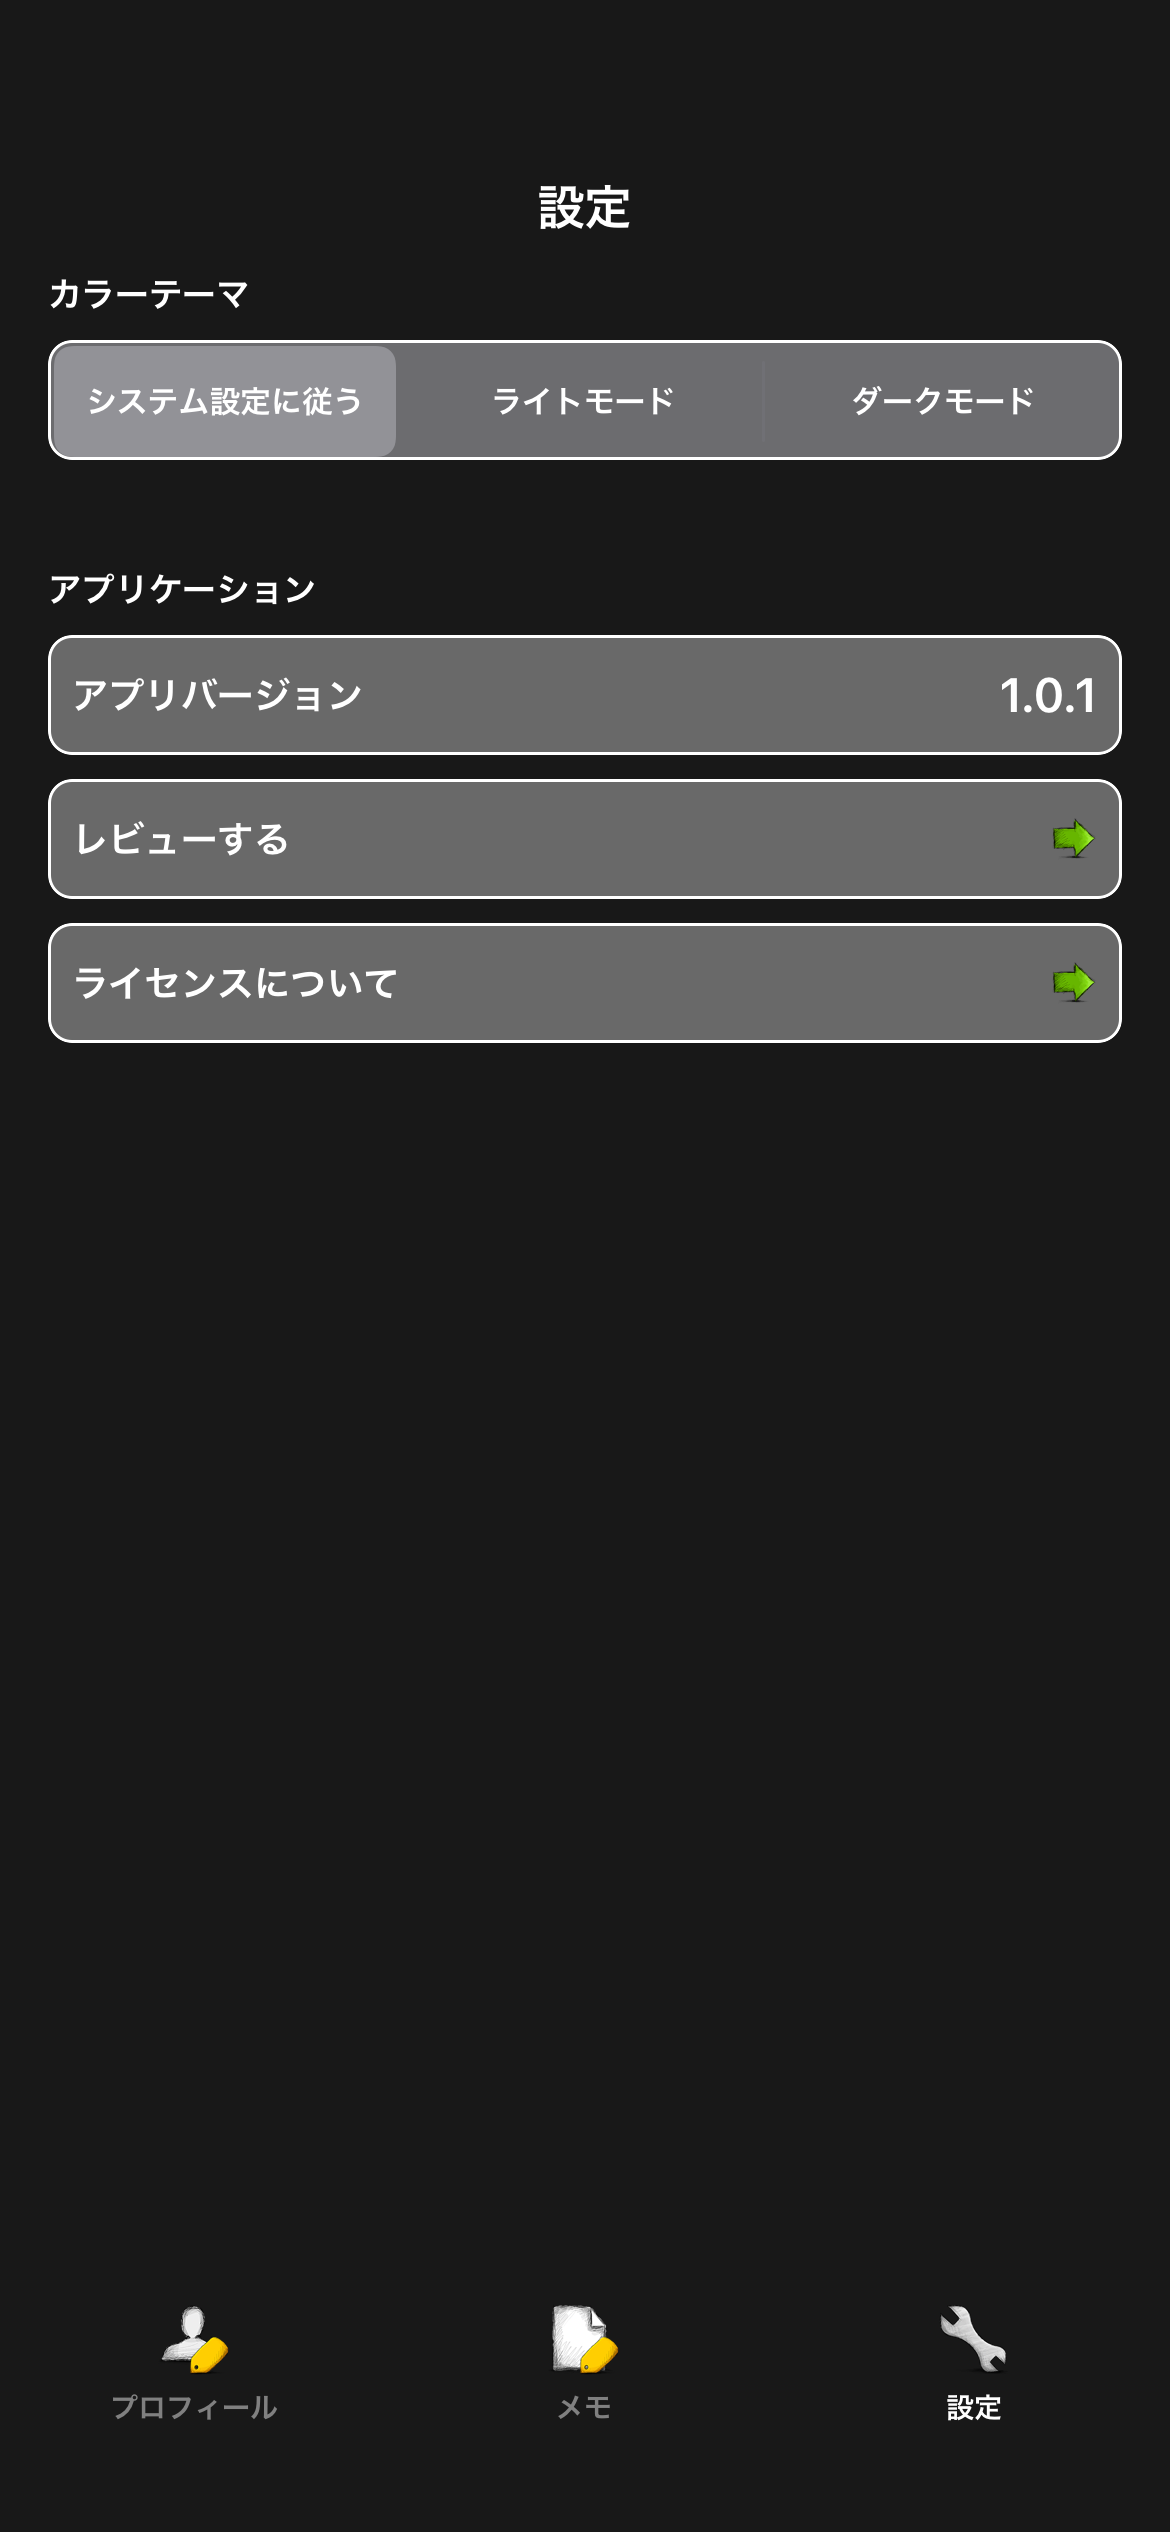 設定
カラーテーマ
システム設定に従う
ライトモード
ダークモード
アプリケーション
アプリバージョン
1.0.1
レビューする
ライセンスについて
プロフィール
メモ
設定